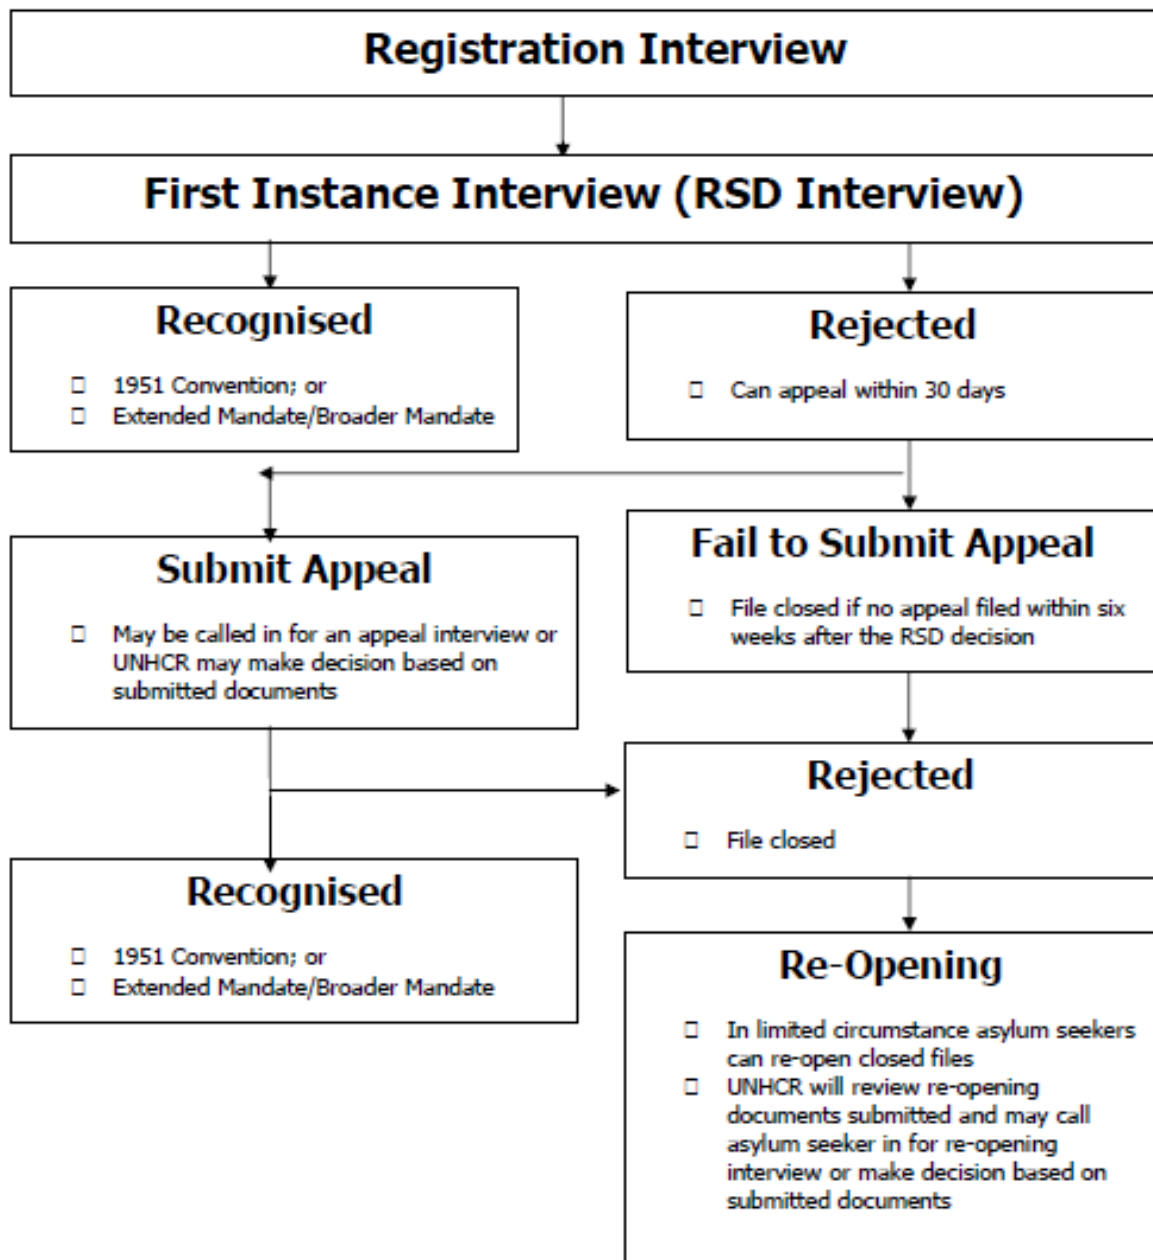 Registration Interview
First Instance Interview (RSD Interview)
Recognised
1951 Convention; or
Extended Mandate/Broader Mandate
Rejected
Can appeal within 30 days
Submit Appeal
May be called in for an appeal interview or
UNHCR may make decision based on
submitted documents
Fail to Submit Appeal
File closed if no appeal filed within six
weeks after the RSD decision
Rejected
File closed
Recognised
1951 Convention; or
Extended Mandate/Broader Mandate
Re-Opening
In limited circumstance asylum seekers
can re-open closed files
UNHCR will review re-opening
documents submitted and may call
asylum seeker in for re-opening
interview or make decision based on
submitted documents